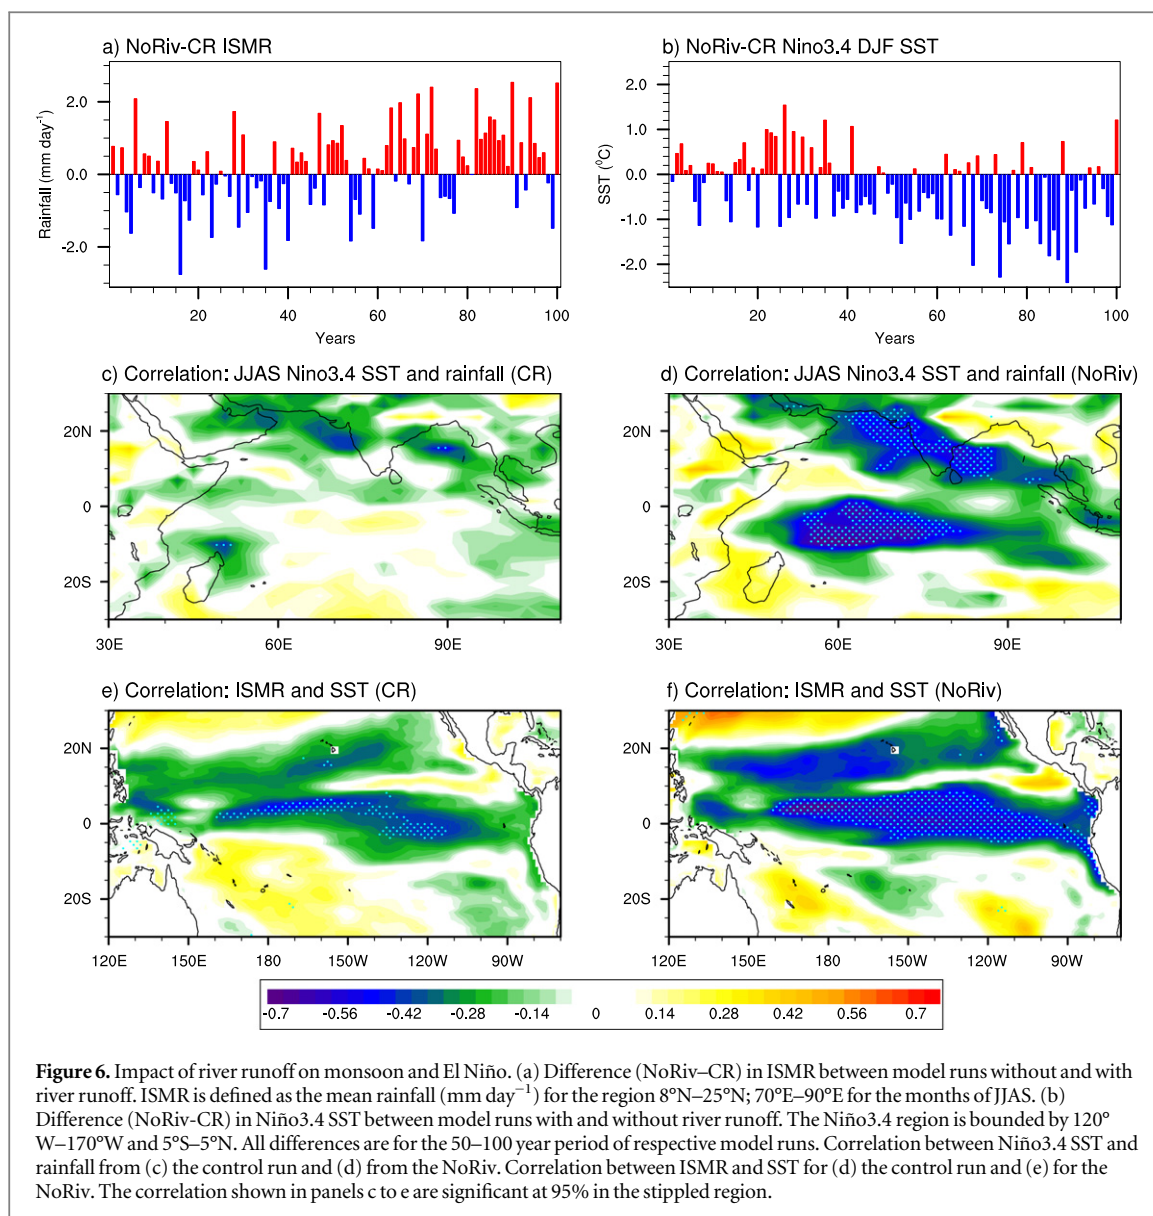 a) NoRiv-CR ISMR
b) NoRiv-CR Nino3.4 DJF SST
Rainfall (mm day⁻¹)
2.0
0.0
-2.0
20 40 60 80 100
Years
SST (⁰C)
2.0
1.0
0.0
-1.0
-2.0
20 40 60 80 100
Years
c) Correlation: JJAS Nino3.4 SST and rainfall (CR)
d) Correlation: JJAS Nino3.4 SST and rainfall (NoRiv)
20N
0
20S
30E 60E 90E
20N
0
20S
30E 60E 90E
e) Correlation: ISMR and SST (CR)
f) Correlation: ISMR and SST (NoRiv)
20N
0
20S
120E 150E 180 150W 120W 90W
20N
0
20S
120E 150E 180 150W 120W 90W
-0.7 -0.56 -0.42 -0.28 -0.14 0 0.14 0.28 0.42 0.56 0.7
Figure 6. Impact of river runoff on monsoon and El Niño. (a) Difference (NoRiv–CR) in ISMR between model runs without and with
river runoff. ISMR is defined as the mean rainfall (mm day⁻¹) for the region 8°N–25°N; 70°E–90°E for the months of JJAS. (b)
Difference (NoRiv-CR) in Niño3.4 SST between model runs with and without river runoff. The Niño3.4 region is bounded by 120°
W–170°W and 5°S–5°N. All differences are for the 50–100 year period of respective model runs. Correlation between Niño3.4 SST and
rainfall from (c) the control run and (d) from the NoRiv. Correlation between ISMR and SST for (d) the control run and (e) for the
NoRiv. The correlation shown in panels c to e are significant at 95% in the stippled region.